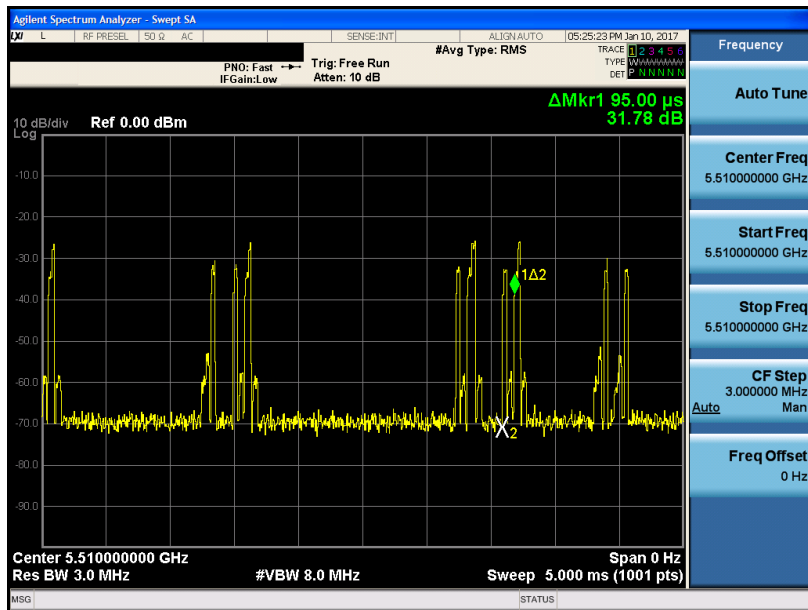 Agilent Spectrum Analyzer - Swept SA
LXI L RF PRESEL 50 Ω AC SENSE:INT ALIGN AUTO 05:25:23 PM Jan 10, 2017
#Avg Type: RMS
TRACE 1 2 3 4 5 6
PNO: Fast Trig: Free Run
TYPE W
IFGain:Low Atten: 10 dB
DET P N N N N N
ΔMkr1 95.00 µs
31.78 dB
10 dB/div Ref 0.00 dBm
Log
-10.0
-20.0
-30.0
-40.0
-50.0
-60.0
-70.0
-80.0
-90.0
1Δ2
2
Center 5.510000000 GHz Span 0 Hz
Res BW 3.0 MHz #VBW 8.0 MHz Sweep 5.000 ms (1001 pts)
MSG STATUS
Frequency
Auto Tune
Center Freq
5.510000000 GHz
Start Freq
5.510000000 GHz
Stop Freq
5.510000000 GHz
CF Step
3.000000 MHz
Auto Man
Freq Offset
0 Hz